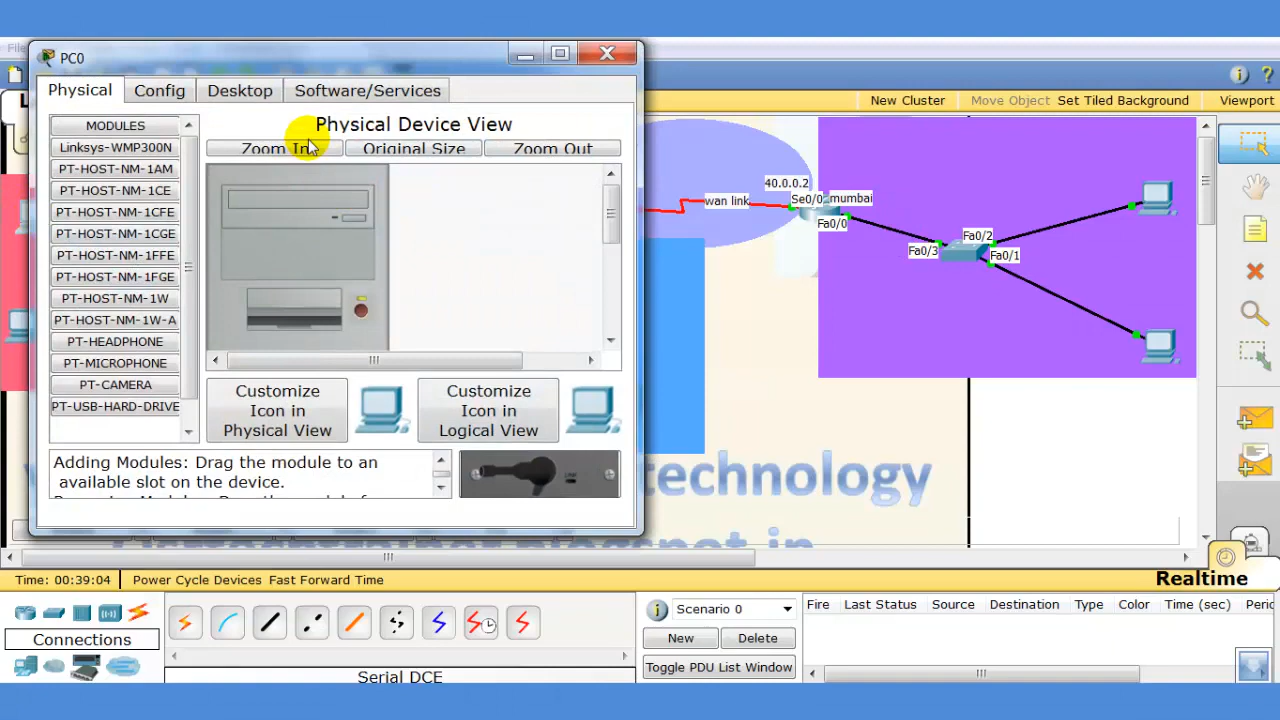 PC0
Physical
Config
Desktop
Software/Services
MODULES
Linksys-WMP300N
PT-HOST-NM-1AM
PT-HOST-NM-1CE
PT-HOST-NM-1CFE
PT-HOST-NM-1CGE
PT-HOST-NM-1FFE
PT-HOST-NM-1FGE
PT-HOST-NM-1W
PT-HOST-NM-1W-A
PT-HEADPHONE
PT-MICROPHONE
PT-CAMERA
PT-USB-HARD-DRIVE
Physical Device View
Zoom In
Original Size
Zoom Out
Customize
Icon in
Physical View
Customize
Icon in
Logical View
Adding Modules: Drag the module to an
available slot on the device.
New Cluster
Move Object
Set Tiled Background
Viewport
40.0.0.2
wan link
Se0/0
mumbai
Fa0/0
Fa0/2
Fa0/3
Fa0/1
technology
Time: 00:39:04
Power Cycle Devices
Fast Forward Time
Realtime
Connections
Serial DCE
Scenario 0
New
Delete
Toggle PDU List Window
Fire
Last Status
Source
Destination
Type
Color
Time (sec)